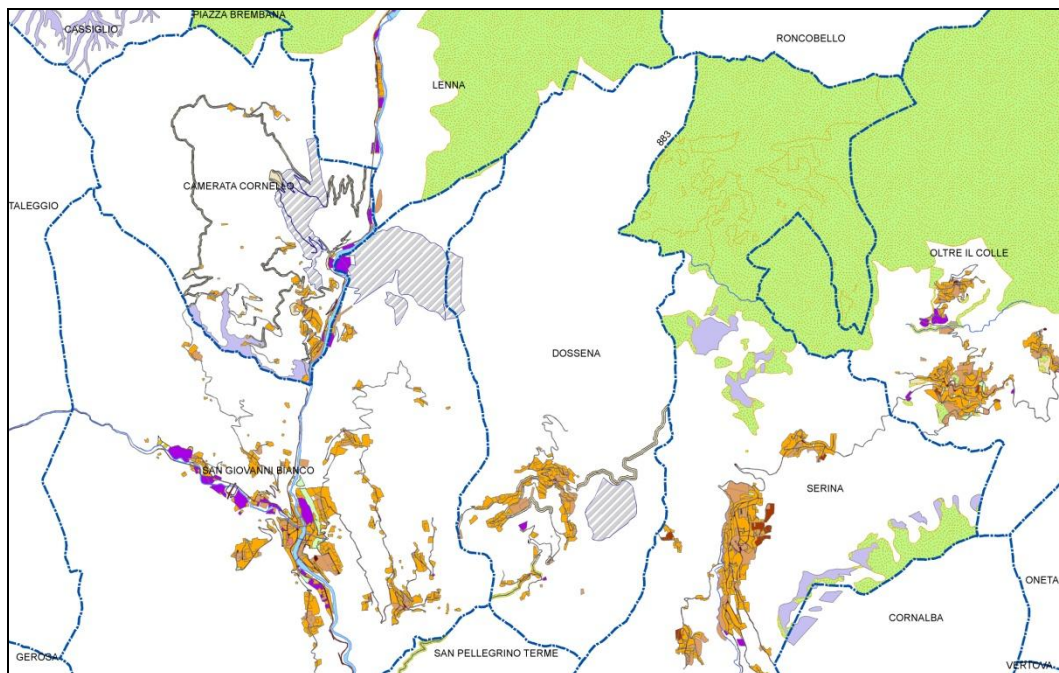 PIAZZA BREMBANA
CASSIGLIO
RONCOBELLO
LENNA
883
CAMERATA CORNELLO
TALEGGIO
OLTRE IL COLLE
DOSSENA
SAN GIOVANNI BIANCO
SERINA
ONETA
CORNALBA
SAN PELLEGRINO TERME
GEROSA
VERTOVA